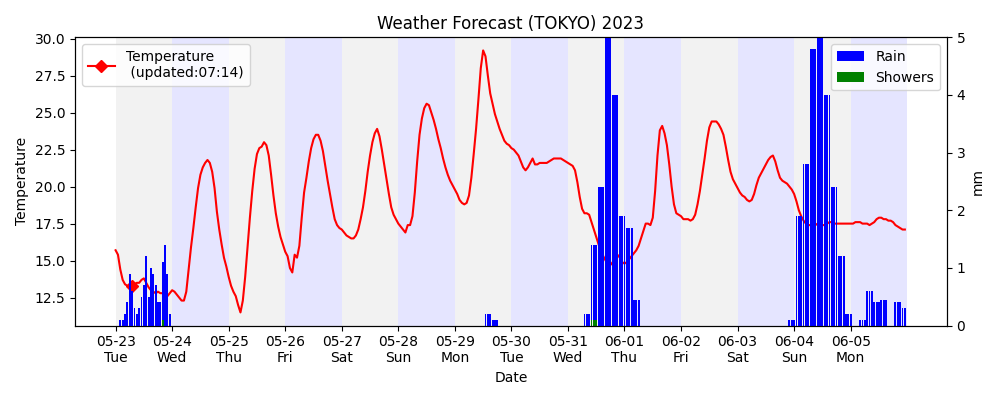 Weather Forecast (TOKYO) 2023
Temperature
(updated:07:14)
Rain
Showers
30.0
27.5
25.0
22.5
20.0
17.5
15.0
12.5
Temperature
5
4
3
2
1
0
mm
05-23 05-24 05-25 05-26 05-27 05-28 05-29 05-30 05-31 06-01 06-02 06-03 06-04 06-05
Tue Wed Thu Fri Sat Sun Mon Tue Wed Thu Fri Sat Sun Mon
Date